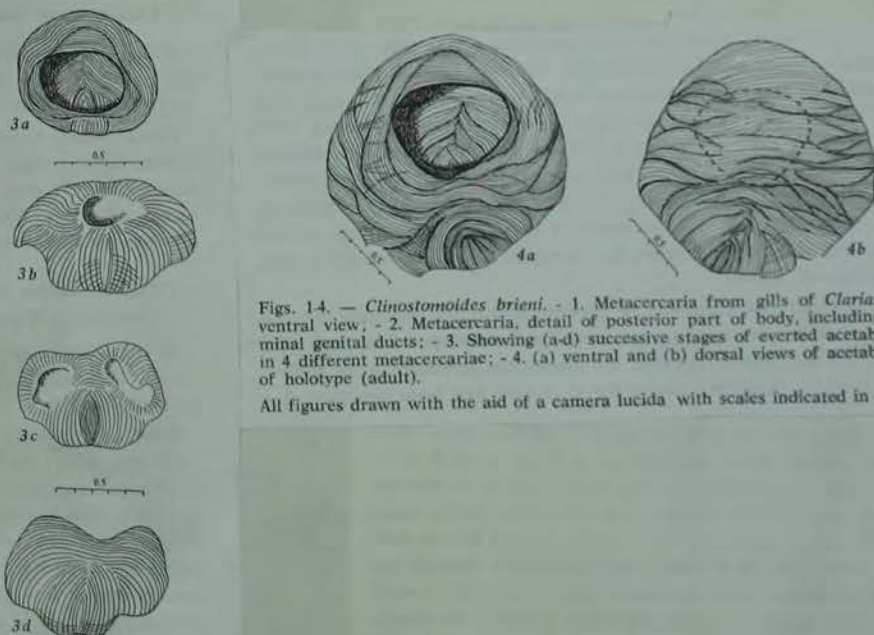 3a
0.5
3b
3c
0.5
3d
4a
0.5
4b
0.5
Figs. 1-4. — Clinostomoides brieni. - 1. Metacercaria from gills of Claria
ventral view; - 2. Metacercaria, detail of posterior part of body, includin
minal genital ducts; - 3. Showing (a-d) successive stages of everted acetab
in 4 different metacercariae; - 4. (a) ventral and (b) dorsal views of acetab
of holotype (adult).
All figures drawn with the aid of a camera lucida with scales indicated in